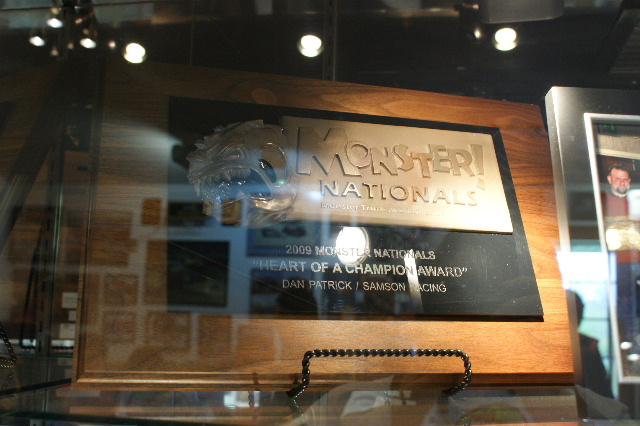 MONSTER!
NATIONALS
2009 MONSTER NATIONALS
"HEART OF A CHAMPION AWARD"
DAN PATRICK / SAMSON RACING